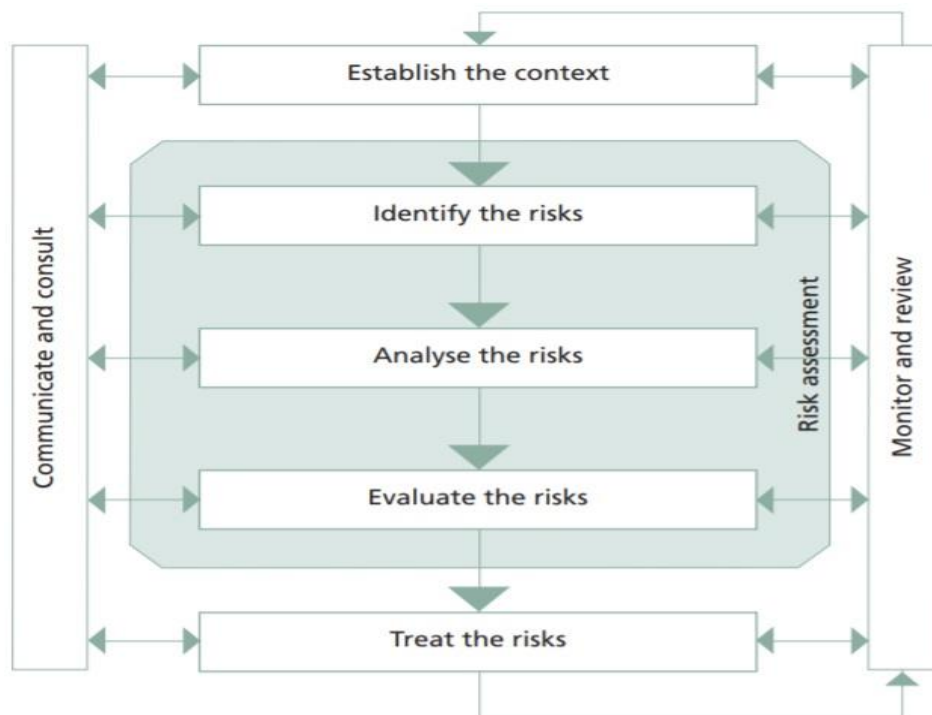 Establish the context
Identify the risks
Analyse the risks
Evaluate the risks
Treat the risks
Communicate and consult
Risk assessment
Monitor and review